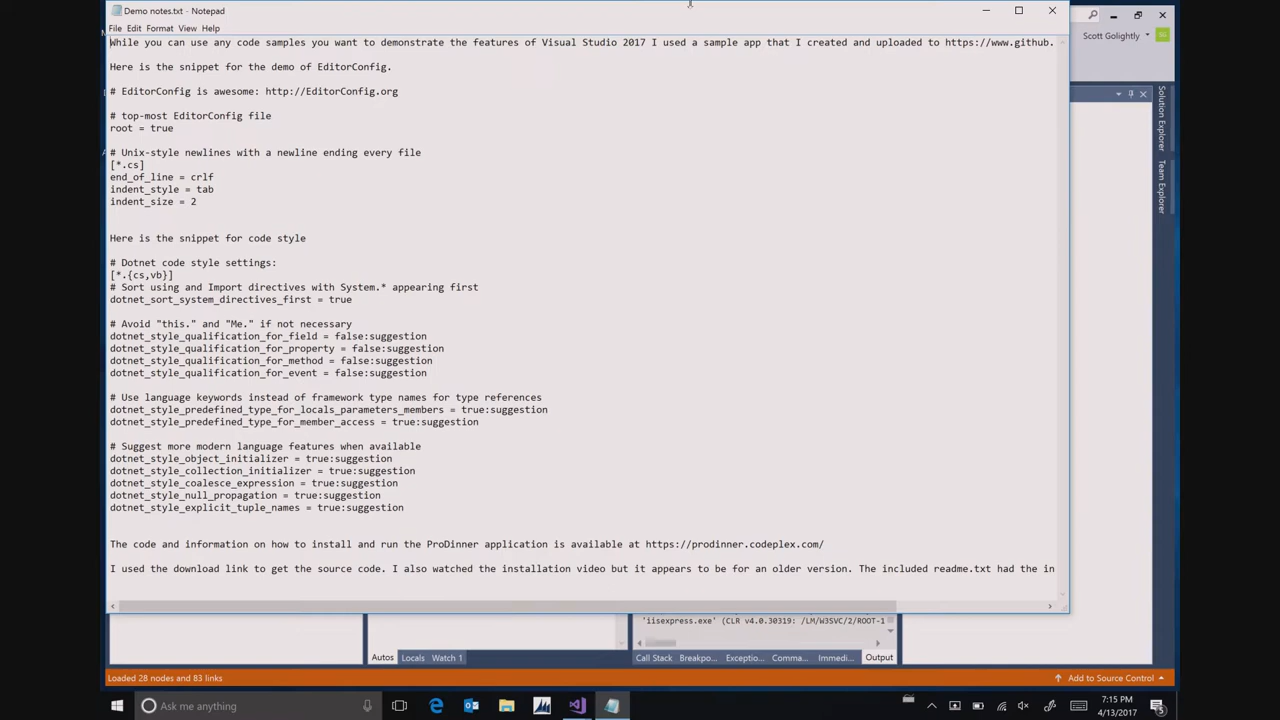 Demo notes.txt - Notepad
File Edit Format View Help
Scott Golightly
SG
While you can use any code samples you want to demonstrate the features of Visual Studio 2017 I used a sample app that I created and uploaded to https://www.github.
Here is the snippet for the demo of EditorConfig.
# EditorConfig is awesome: http://EditorConfig.org
# top-most EditorConfig file
root = true
# Unix-style newlines with a newline ending every file
[*.cs]
end_of_line = crlf
indent_style = tab
indent_size = 2
Here is the snippet for code style
# Dotnet code style settings:
[*.{cs,vb}]
# Sort using and Import directives with System.* appearing first
dotnet_sort_system_directives_first = true
# Avoid "this." and "Me." if not necessary
dotnet_style_qualification_for_field = false:suggestion
dotnet_style_qualification_for_property = false:suggestion
dotnet_style_qualification_for_method = false:suggestion
dotnet_style_qualification_for_event = false:suggestion
# Use language keywords instead of framework type names for type references
dotnet_style_predefined_type_for_locals_parameters_members = true:suggestion
dotnet_style_predefined_type_for_member_access = true:suggestion
# Suggest more modern language features when available
dotnet_style_object_initializer = true:suggestion
dotnet_style_collection_initializer = true:suggestion
dotnet_style_coalesce_expression = true:suggestion
dotnet_style_null_propagation = true:suggestion
dotnet_style_explicit_tuple_names = true:suggestion
The code and information on how to install and run the ProDinner application is available at https://prodinner.codeplex.com/
I used the download link to get the source code. I also watched the installation video but it appears to be for an older version. The included readme.txt had the in
Solution Explorer
Team Explorer
'iisexpress.exe' (CLR v4.0.30319: /LM/W3SVC/2/ROOT-1
Autos Locals Watch 1
Call Stack Breakpo... Exceptio... Comma... Immedi... Output
Loaded 28 nodes and 83 links
Add to Source Control
Ask me anything
7:15 PM
4/13/2017
5